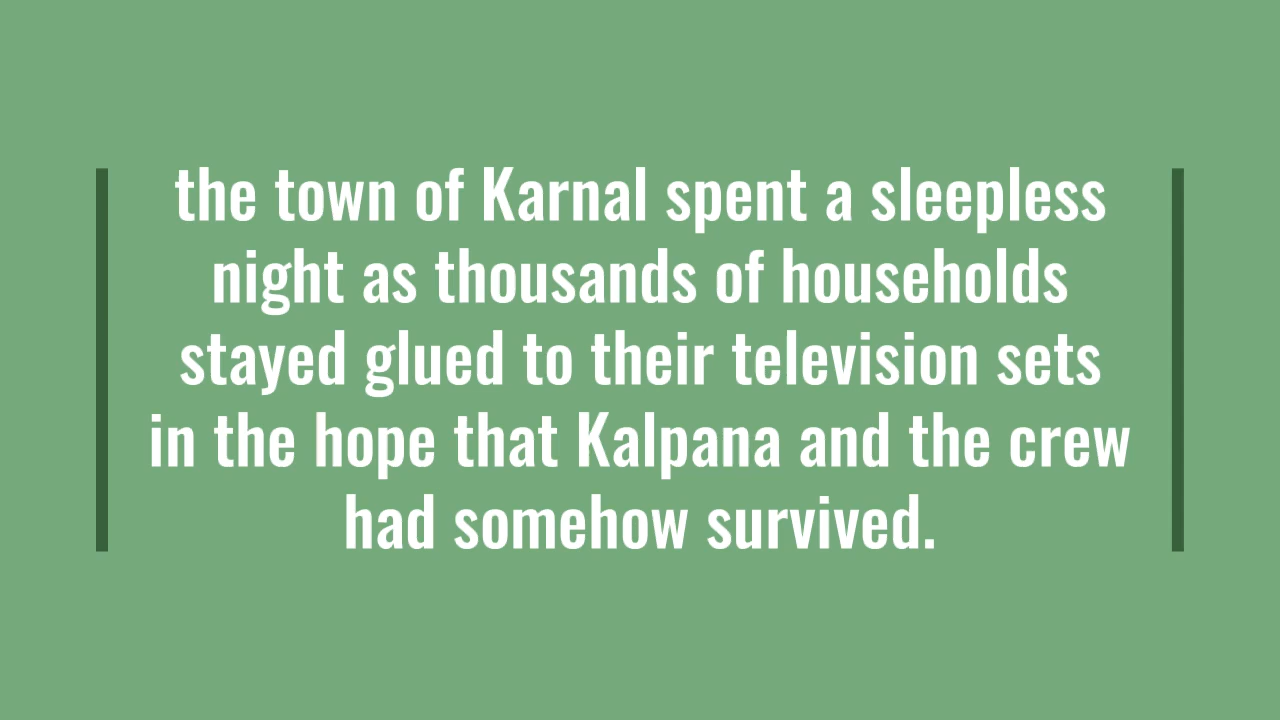 the town of Karnal spent a sleepless
night as thousands of households
stayed glued to their television sets
in the hope that Kalpana and the crew
had somehow survived.